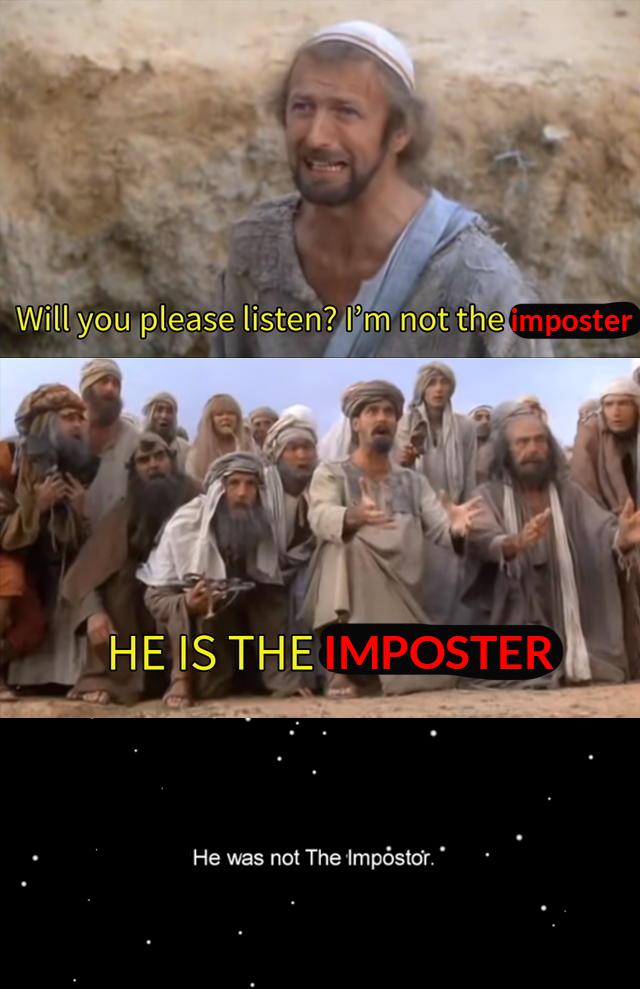 Will you please listen? I'm not the imposter
HE IS THE IMPOSTER
He was not The Impostor.